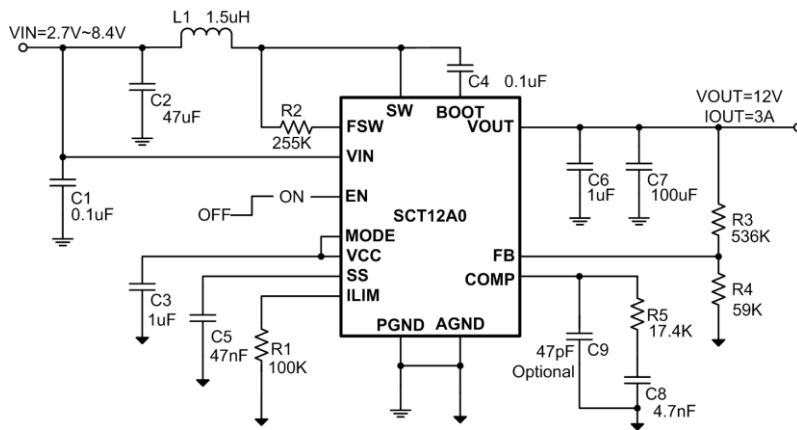 L1 1.5uH
VIN=2.7V~8.4V
C2
47uF
C4 0.1uF
R2
255K
SW
BOOT
FSW
VOUT
VOUT=12V
IOUT=3A
VIN
C1
0.1uF
C6
1uF
C7
100uF
OFF
ON
EN
SCT12A0
R3
536K
MODE
VCC
FB
SS
COMP
ILIM
C3
1uF
C5
47nF
R1
100K
PGND
AGND
47pF
Optional
C9
R5
17.4K
R4
59K
C8
4.7nF